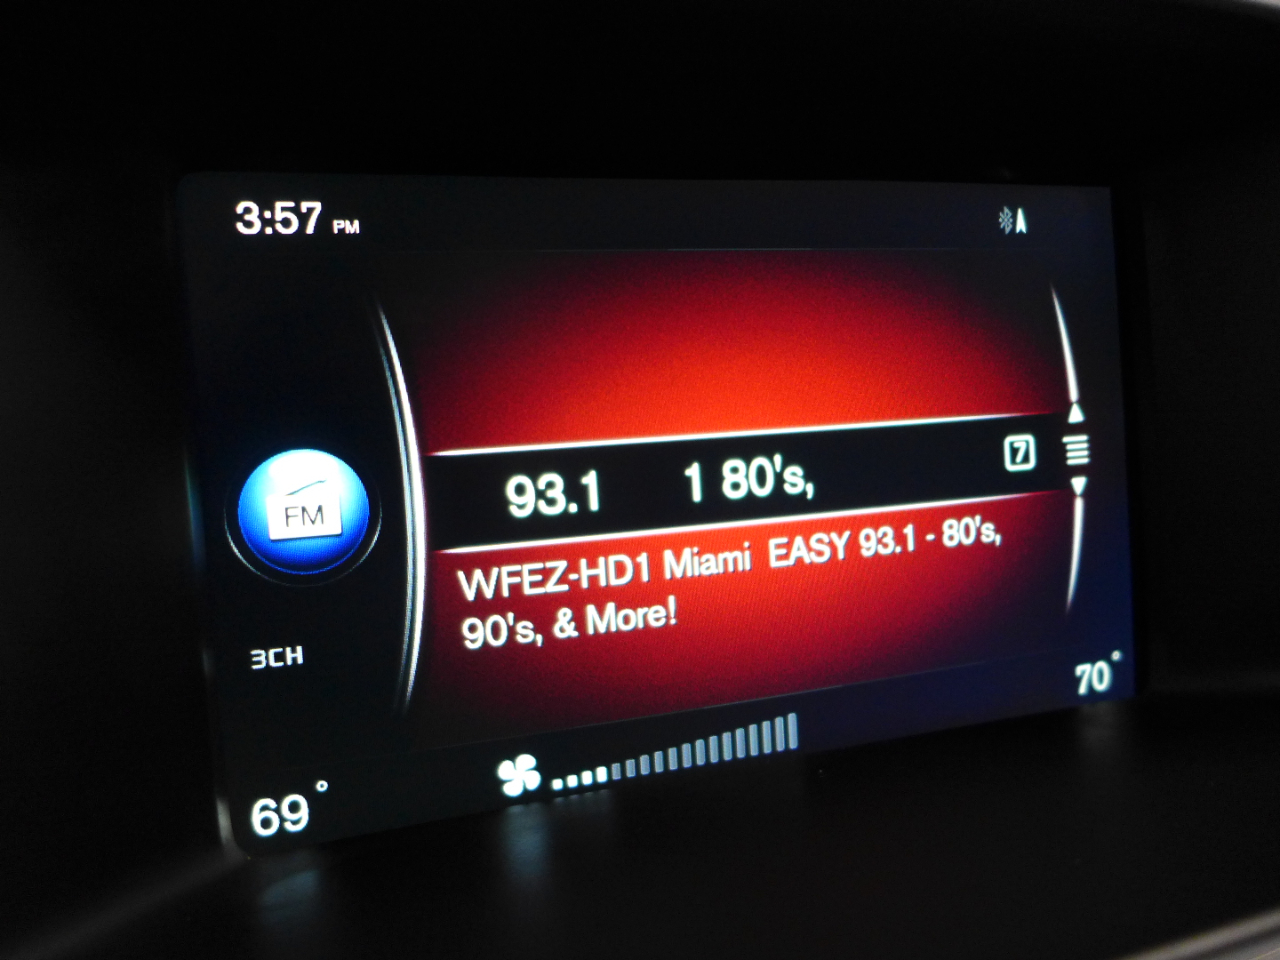 3:57 PM
93.1 1 80's, 7
FM
WFEZ-HD1 Miami EASY 93.1 - 80's,
90's, & More!
3CH
70°
69°